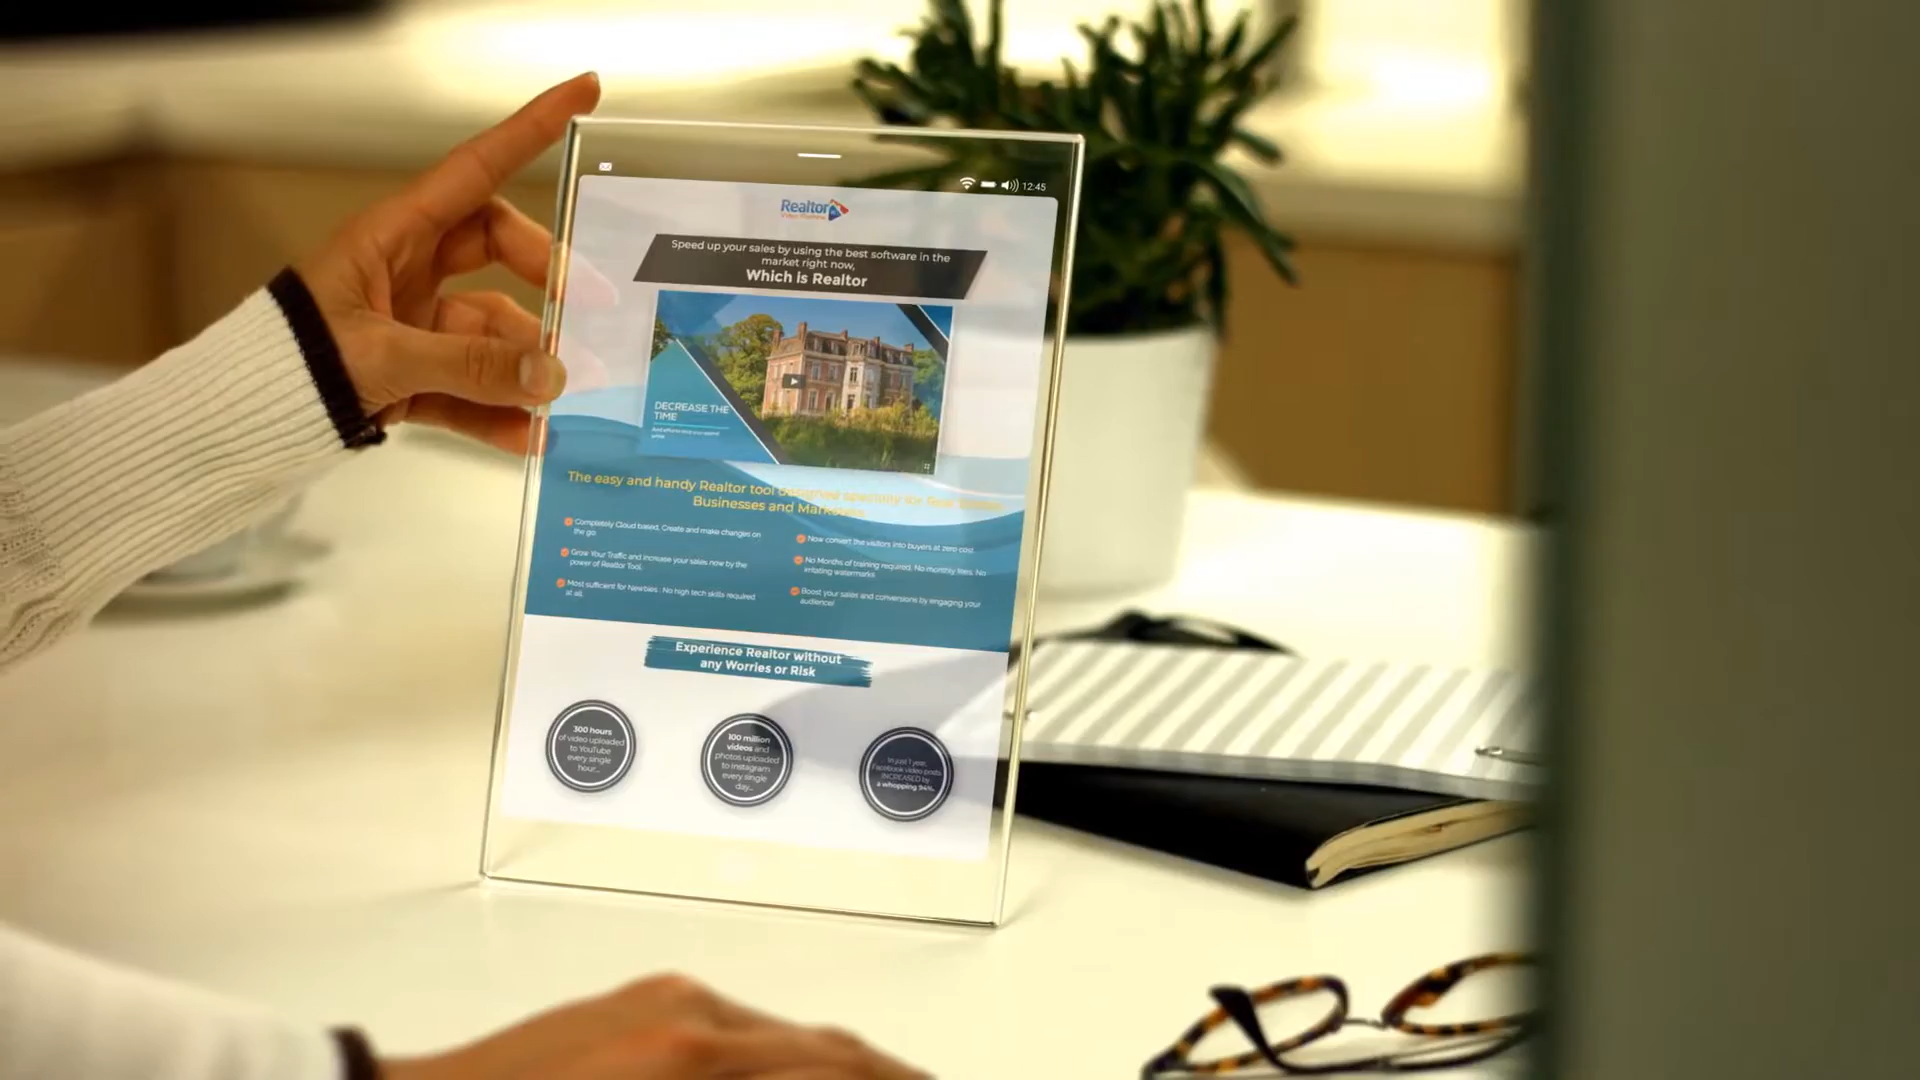 12:45
Realtor
Speed up your sales by using the best software in the
market right now,
Which is Realtor
DECREASE THE
TIME
The easy and handy Realtor tool designed specially for Real
Businesses and Marketers
Completely Cloud based, Create and make changes on
the go.
Grow Your Traffic and increase your sales now by the
power of Realtor Tool.
Most sufficient for Newbies : No high tech skills required
at all.
Now convert the visitors into buyers at zero cost.
No Months of training required, No monthly fees, No
irritating watermarks
Boost your sales and conversions by engaging your
audience!
Experience Realtor without
any Worries or Risk
300 hours
of video uploaded
to YouTube
every single
hour...
100 million
videos and
photos uploaded
to Instagram
every single
day...
In just 1 year,
Facebook video posts
INCREASED by
a whopping 94%.